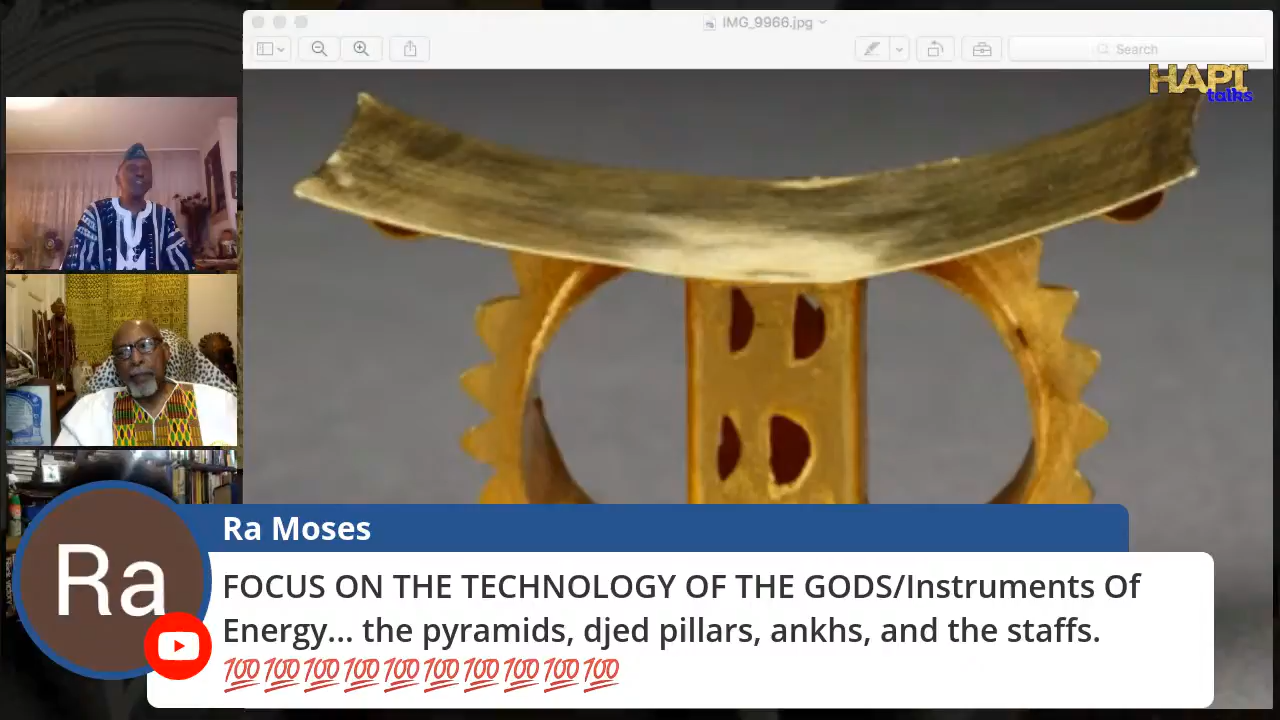 IMG_9966.jpg
Search
HAPI
talks
Ra
Ra Moses
FOCUS ON THE TECHNOLOGY OF THE GODS/Instruments Of
Energy... the pyramids, djed pillars, ankhs, and the staffs.
💯💯💯💯💯💯💯💯💯💯